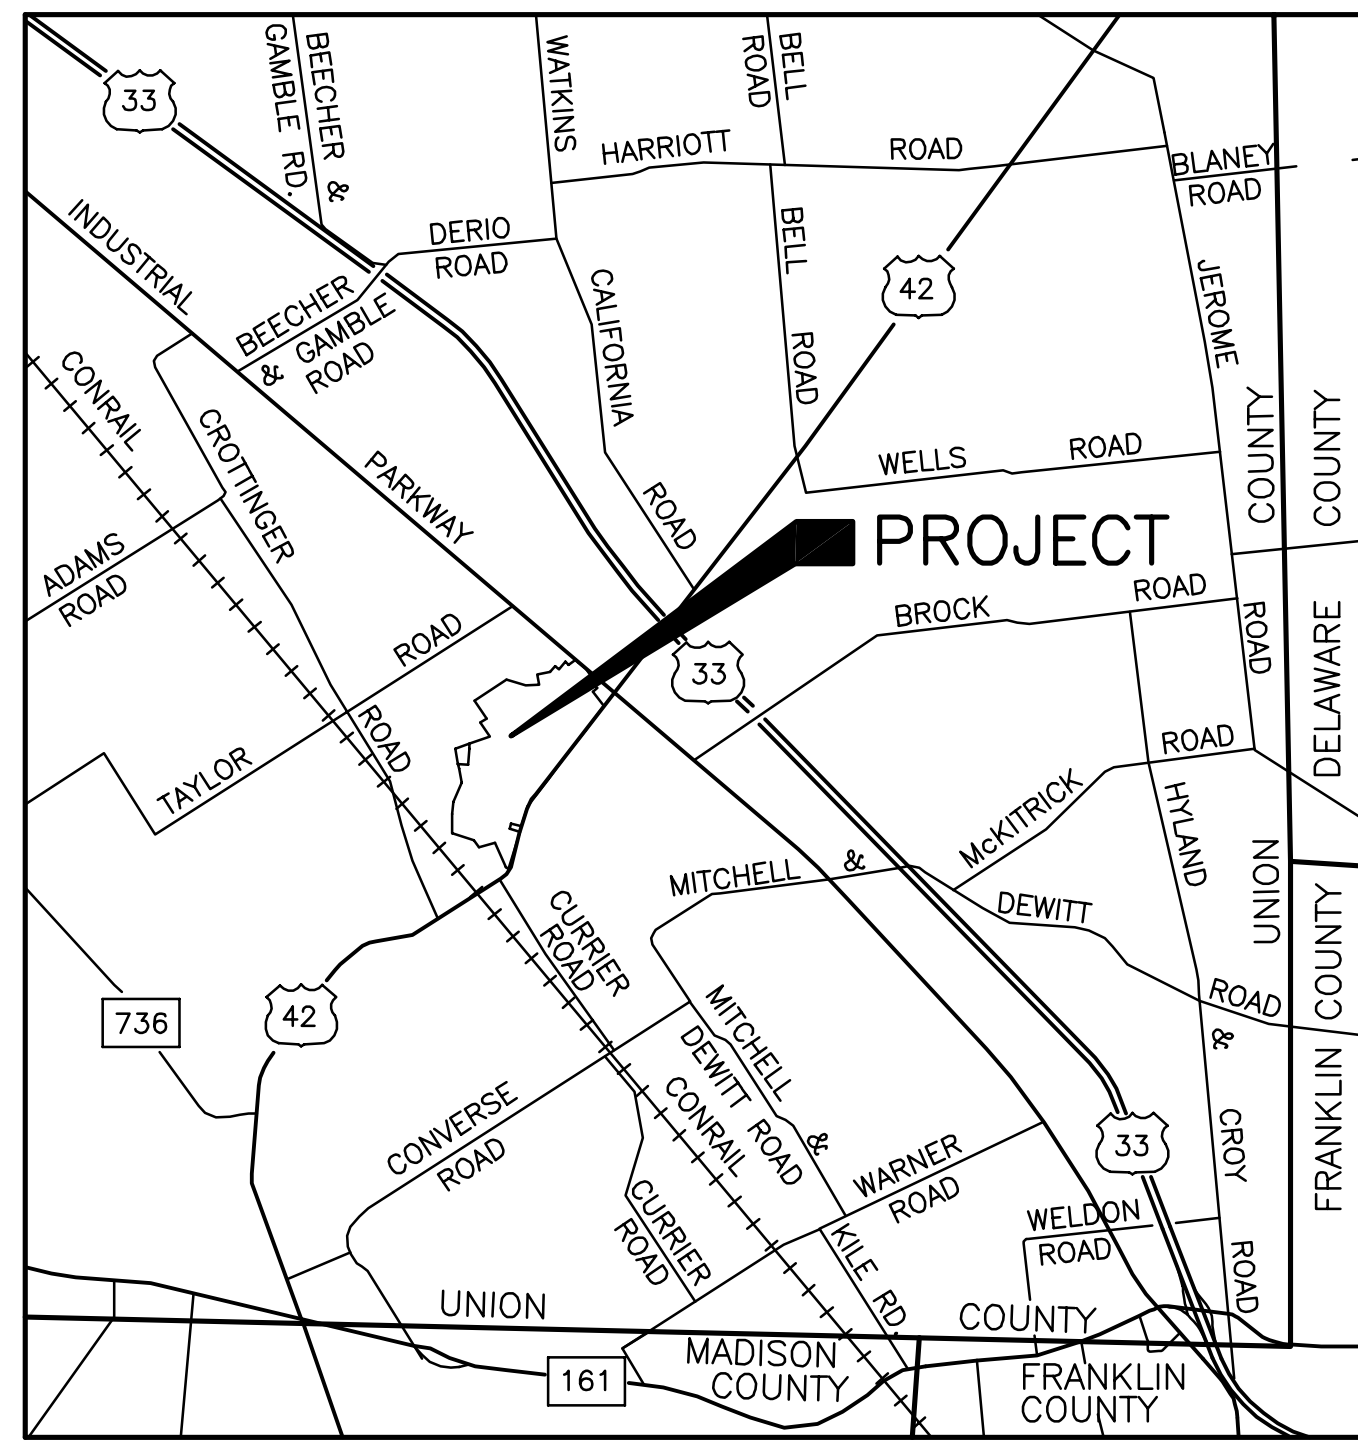 BEECHER &
GAMBLE RD.
WATKINS
BELL
ROAD
33
HARRIOTT
ROAD
BLANEY
ROAD
INDUSTRIAL
DERIO
ROAD
BELL
ROAD
42
JEROME
BEECHER
& GAMBLE
ROAD
CALIFORNIA
ROAD
CONRAIL
CROTTINGER
PARKWAY
WELLS
ROAD
COUNTY
COUNTY
PROJECT
ADAMS
ROAD
ROAD
BROCK
ROAD
ROAD
DELAWARE
33
ROAD
TAYLOR
ROAD
McKITRICK
HYLAND
UNION
MITCHELL
&
DEWITT
CURRIER
ROAD
ROAD
&
FRANKLIN COUNTY
736
42
MITCHELL &
DEWITT ROAD
CONRAIL
CONVERSE
ROAD
CROY
33
WARNER
ROAD
CURRIER
ROAD
KILE RD.
WELDON
ROAD
ROAD
UNION
COUNTY
MADISON
COUNTY
161
FRANKLIN
COUNTY